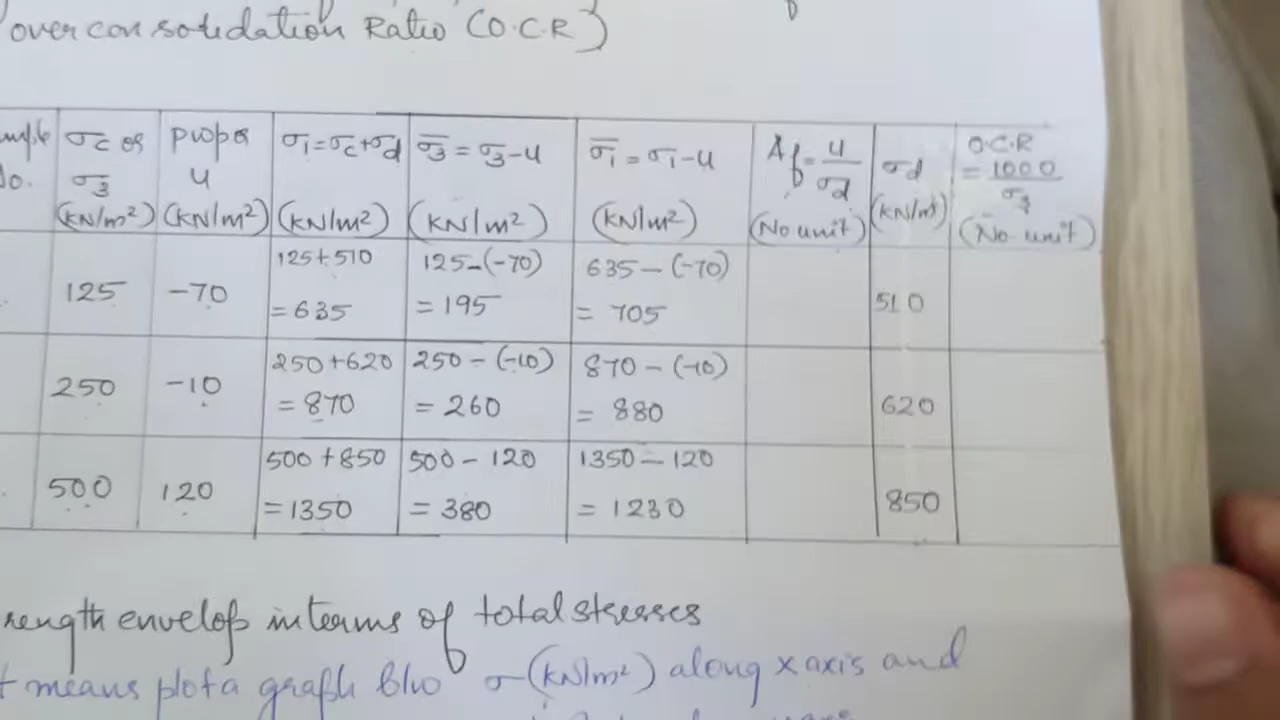 over consolidation Ratio (O.C.R)
σc or σ3 (KN/m²)
pwp or u (KN/m²)
σ1=σc+σd (KN/m²)
σ̅3 = σ3-u (KN/m²)
σ̅1 = σ1-u (KN/m²)
Af = u/σd (No unit)
σd (KN/m²)
O.C.R = 1000/σ3 (No unit)
125 -70 125+510 =635 125-(-70) =195 635-(-70) = 705 510
250 -10 250+620 =870 250-(-10) =260 870-(-10) = 880 620
500 120 500+850 =1350 500-120 =380 1350-120 = 1230 850
rength envelop in terms of total stresses
means plot a graph b/w σ(KN/m²) along x axis and